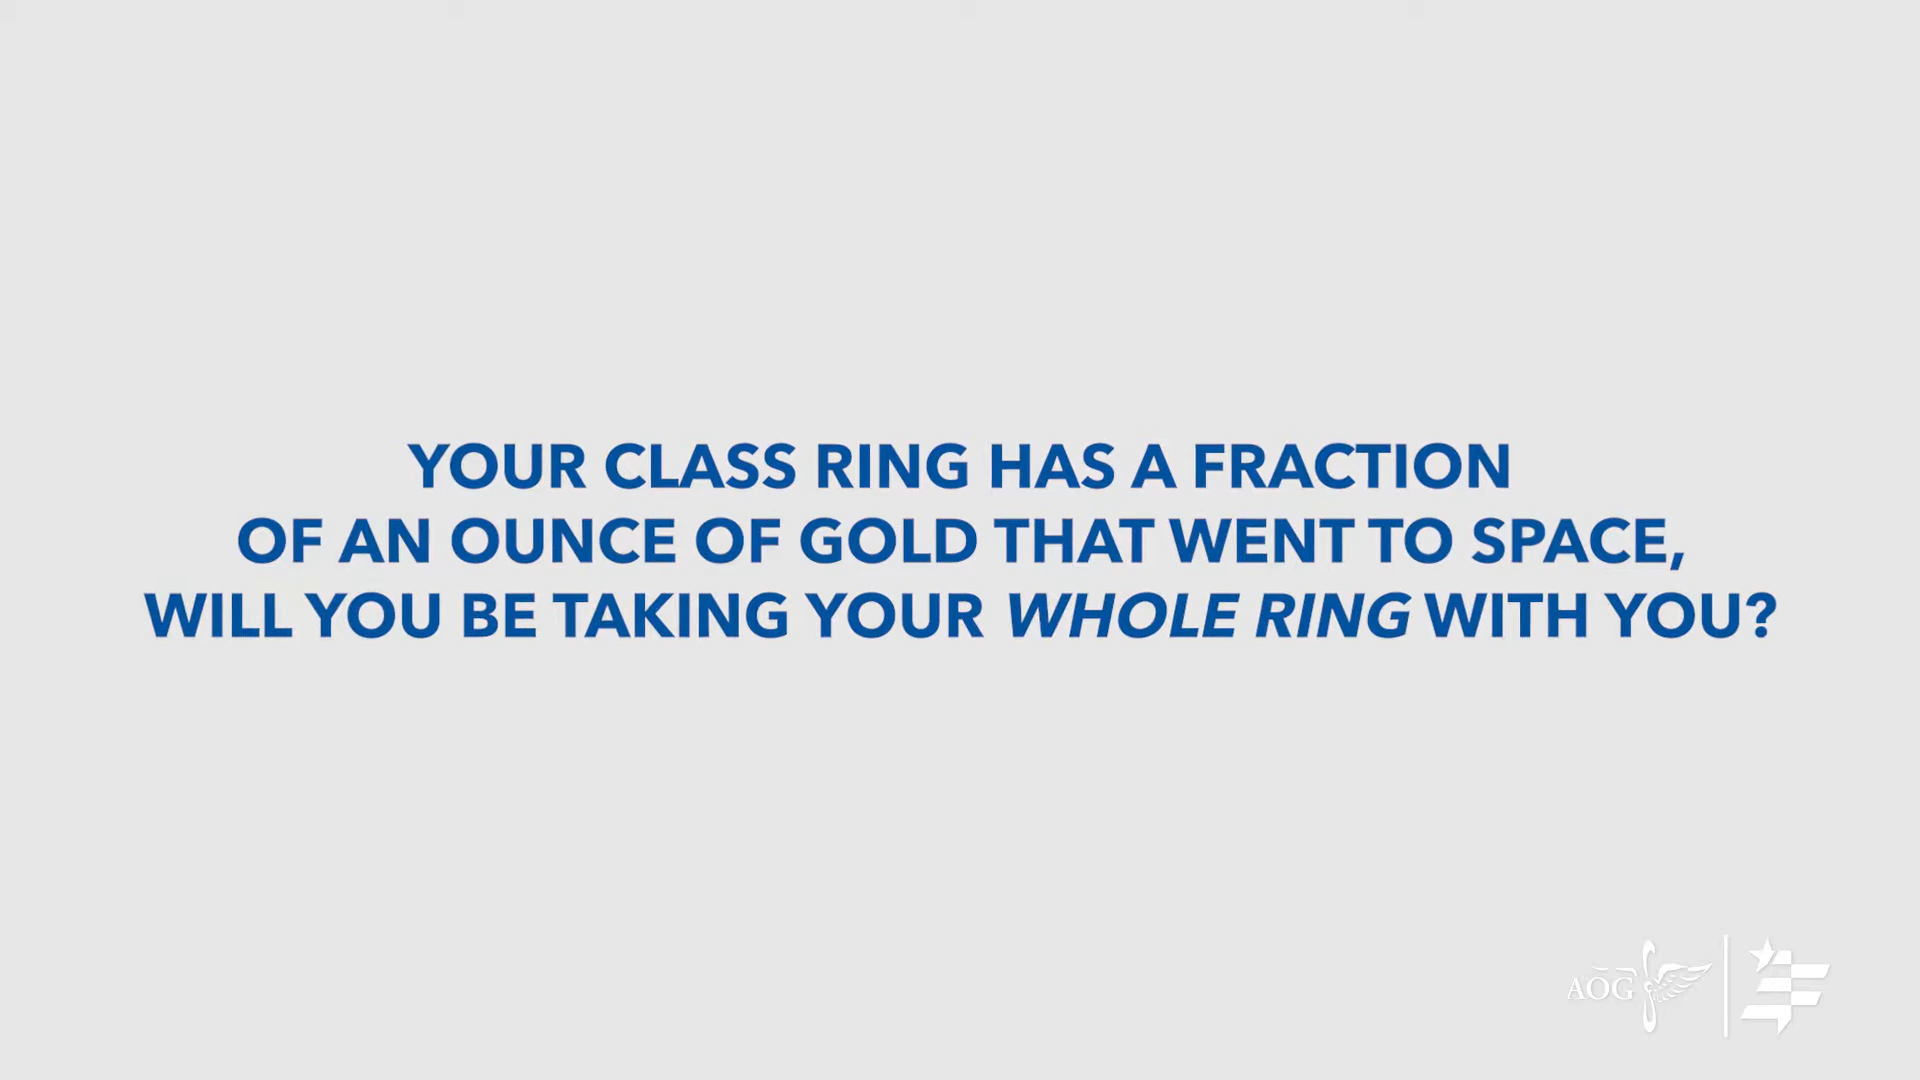 YOUR CLASS RING HAS A FRACTION
OF AN OUNCE OF GOLD THAT WENT TO SPACE,
WILL YOU BE TAKING YOUR WHOLE RING WITH YOU?
AOG